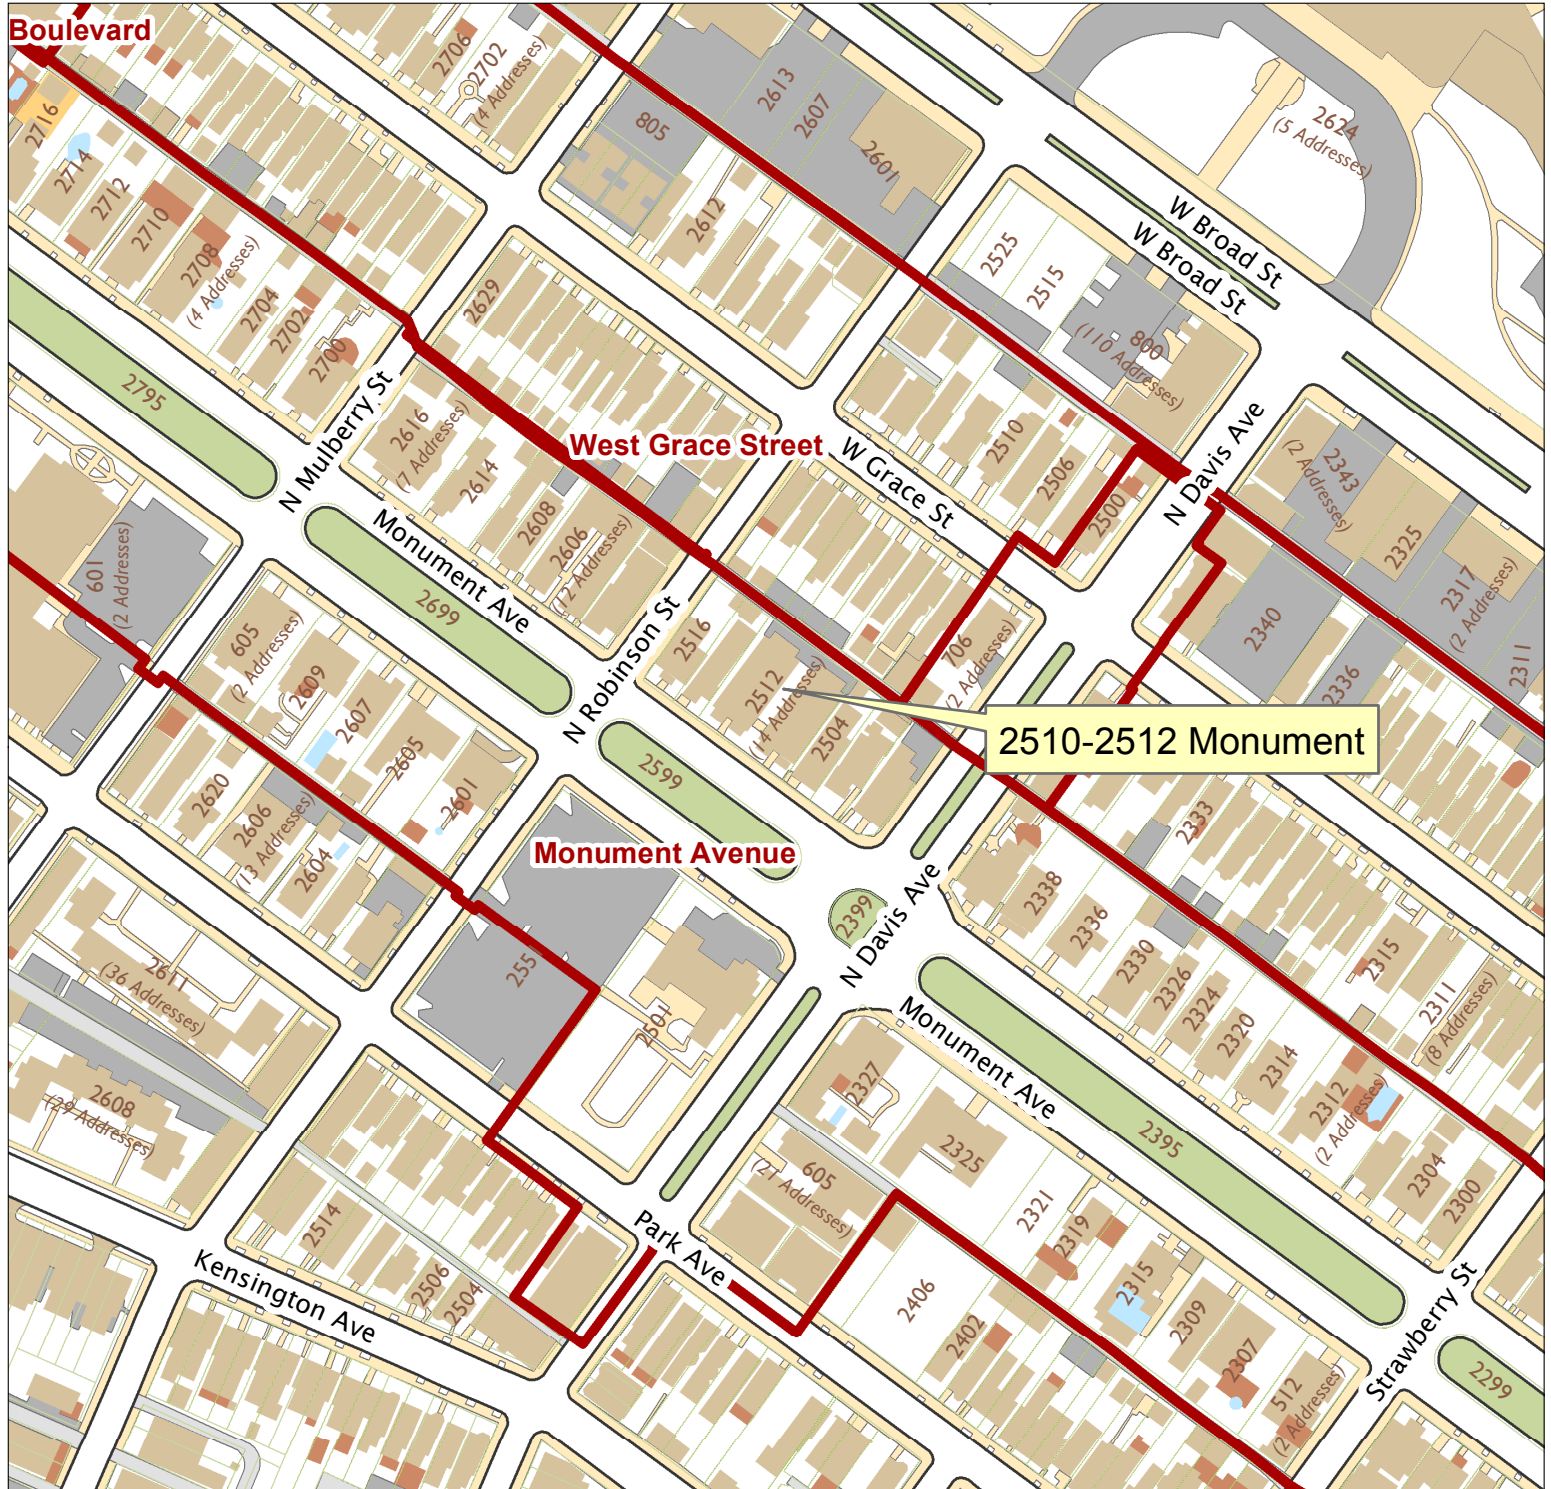 Boulevard
2706
2702
(4 Addresses)
2613
2607
805
2601
2624
(5 Addresses)
2716
2714
2712
2710
2708
(4 Addresses)
2704
2702
2700
2612
W Broad St
W Broad St
2525
2515
800
(110 Addresses)
2629
2795
N Mulberry St
2616
(7 Addresses)
2614
2608
2606
(12 Addresses)
West Grace Street
W Grace St
2510
2506
2500
N Davis Ave
2343
(2 Addresses)
2325
2317
(2 Addresses)
2311
2340
2336
601
(2 Addresses)
Monument Ave
2699
N Robinson St
2516
2512
(14 Addresses)
2504
706
(2 Addresses)
2510-2512 Monument
605
(2 Addresses)
2609
2607
2605
2601
2620
2606
(13 Addresses)
2604
2599
Monument Avenue
2399
N Davis Ave
2333
2338
2336
2330
2326
2324
2320
2314
2312
(2 Addresses)
2315
2311
(8 Addresses)
2304
2300
2611
(36 Addresses)
2608
(29 Addresses)
255
2501
Monument Ave
2395
2327
2325
605
(21 Addresses)
2321
2319
2315
2309
2307
512
(2 Addresses)
2514
2506
2504
Park Ave
Kensington Ave
2406
2402
Strawberry St
2299